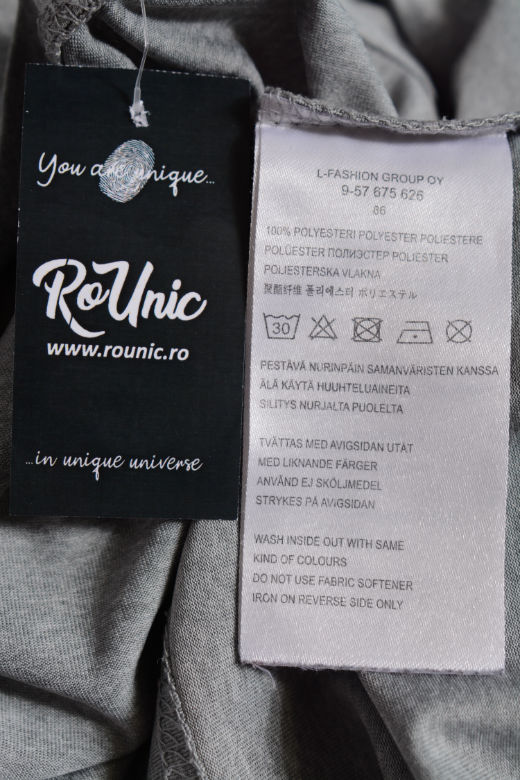 You are unique...
RoUnic
www.rounic.ro
...in unique universe
L-FASHION GROUP OY
9-57 675 626
86
100% POLYESTERI POLYESTER POLIESTERE
POLÜESTER ПОЛИЭСТЕР POLIESTER
POLJESTERSKA VLAKNA
聚酯纤维 폴리에스터 ポリエステル
30
PESTÄVÄ NURINPÄIN SAMANVÄRISTEN KANSSA
ÄLÄ KÄYTÄ HUUHTELUAINEITA
SILITYS NURJALTA PUOLELTA
TVÄTTAS MED AVIGSIDAN UTÅT
MED LIKNANDE FÄRGER
ANVÄND EJ SKÖLJMEDEL
STRYKES PÅ AVIGSIDAN
WASH INSIDE OUT WITH SAME
KIND OF COLOURS
DO NOT USE FABRIC SOFTENER
IRON ON REVERSE SIDE ONLY